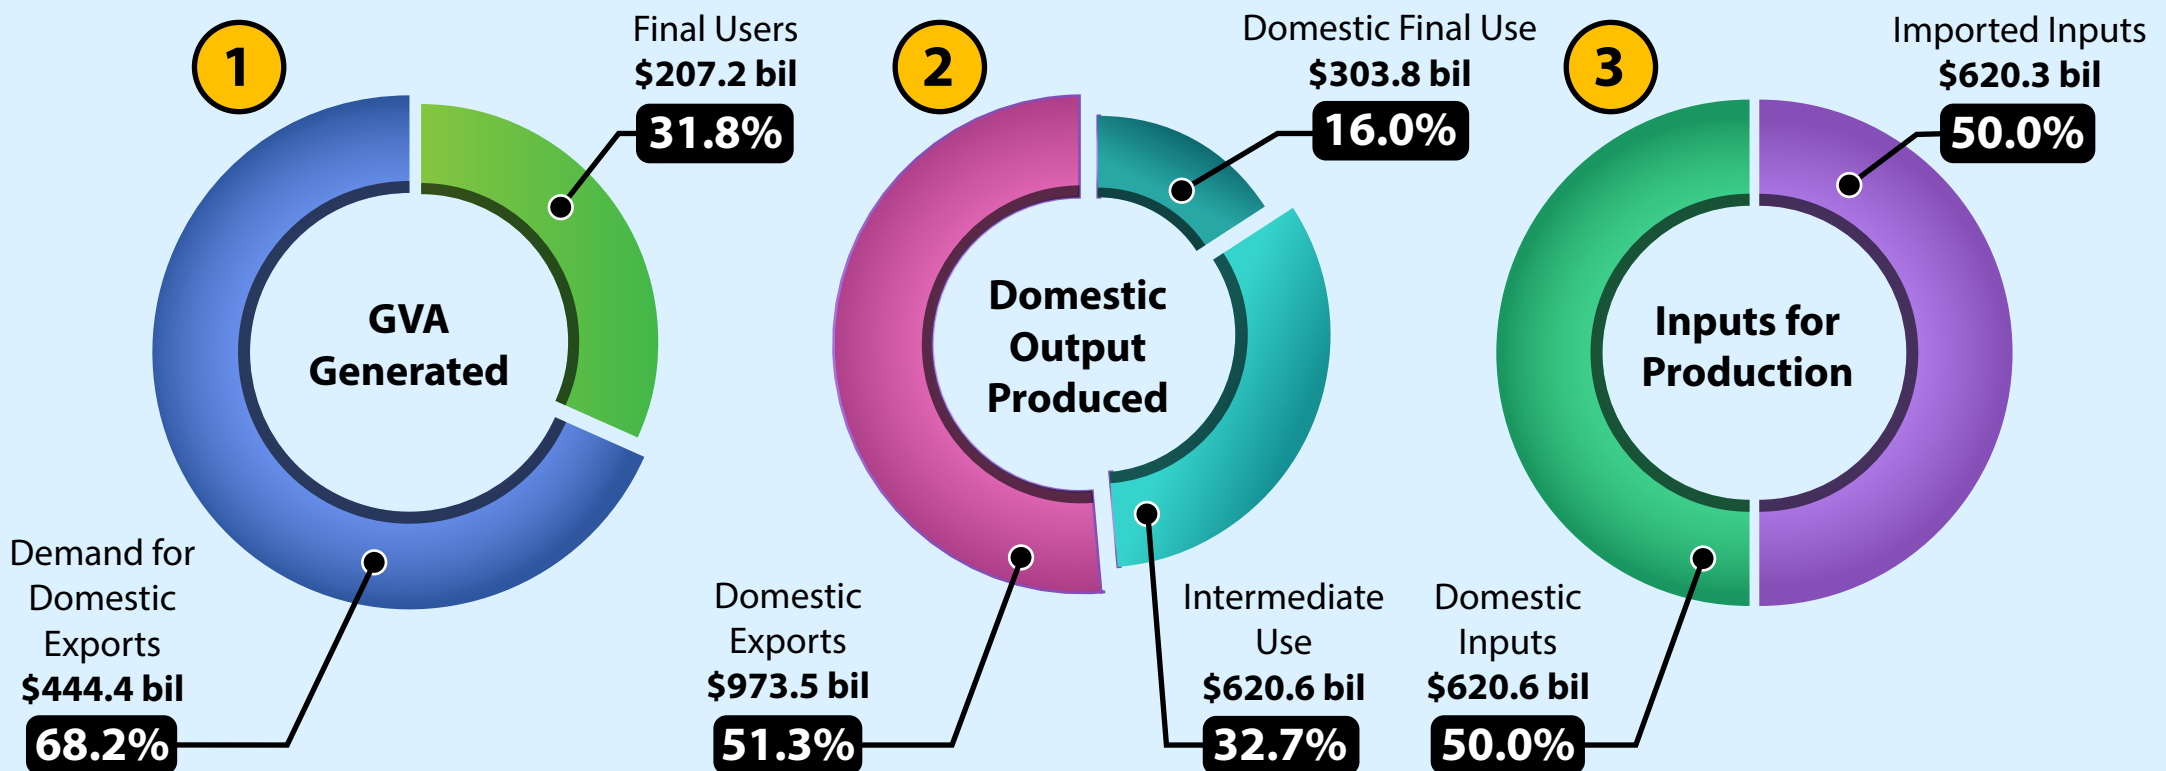 1
Final Users
$207.2 bil
31.8%
GVA
Generated
Demand for
Domestic
Exports
$444.4 bil
68.2%
2
Domestic Final Use
$303.8 bil
16.0%
Domestic
Output
Produced
Domestic
Exports
$973.5 bil
51.3%
Intermediate
Use
$620.6 bil
32.7%
3
Imported Inputs
$620.3 bil
50.0%
Inputs for
Production
Domestic
Inputs
$620.6 bil
50.0%